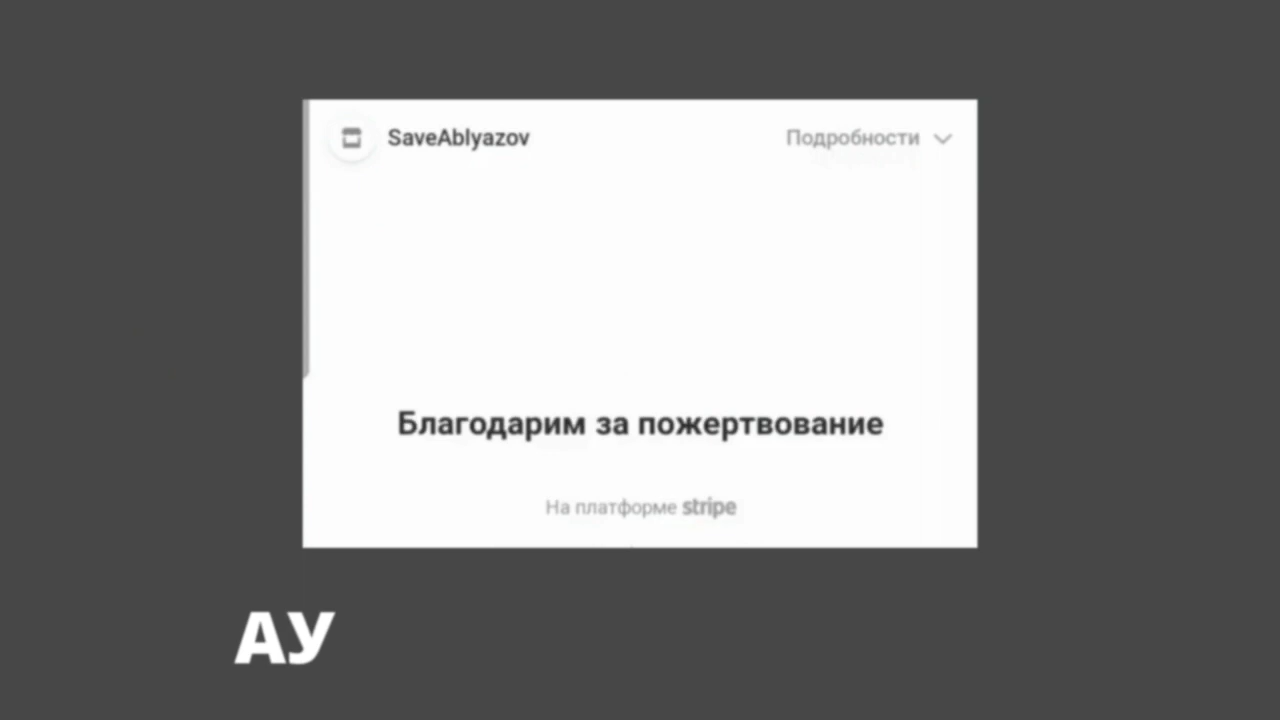 SaveAblyazov
Подробности
Благодарим за пожертвование
На платформе stripe
АУ